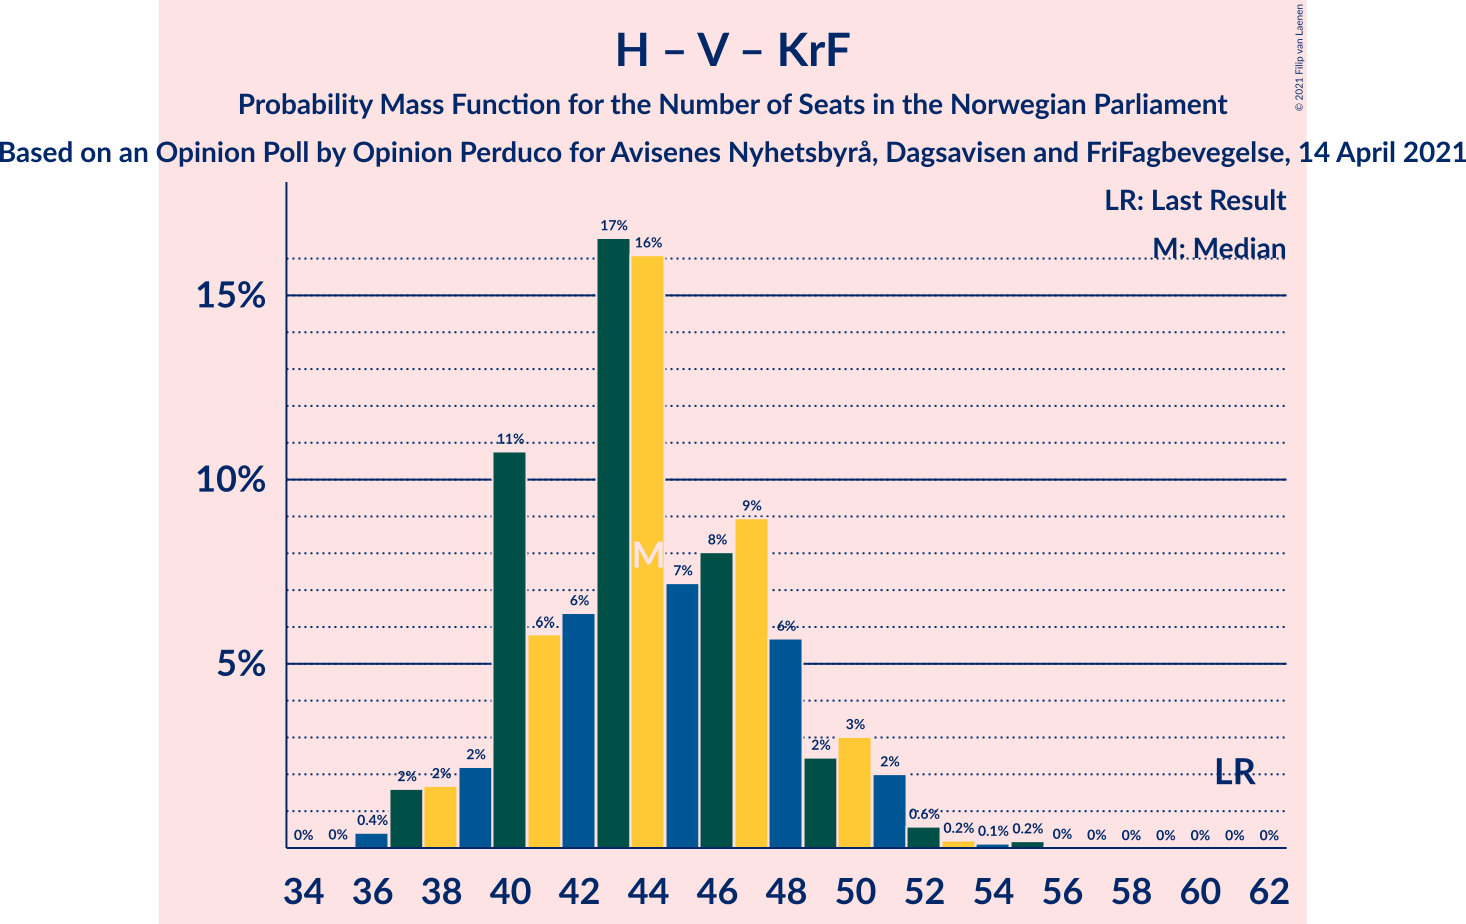 H – V – KrF
© 2021 Filip van Laenen
Probability Mass Function for the Number of Seats in the Norwegian Parliament
Based on an Opinion Poll by Opinion Perduco for Avisenes Nyhetsbyrå, Dagsavisen and FriFagbevegelse, 14 April 2021
LR: Last Result
M: Median
15%
10%
5%
0% 0% 0.4% 2% 2% 2% 11% 6% 6% 17% 16% 7% 8% 9% 6% 2% 3% 2% 0.6% 0.2% 0.1% 0.2% 0% 0% 0% 0% 0% 0% 0%
M
LR
34 36 38 40 42 44 46 48 50 52 54 56 58 60 62